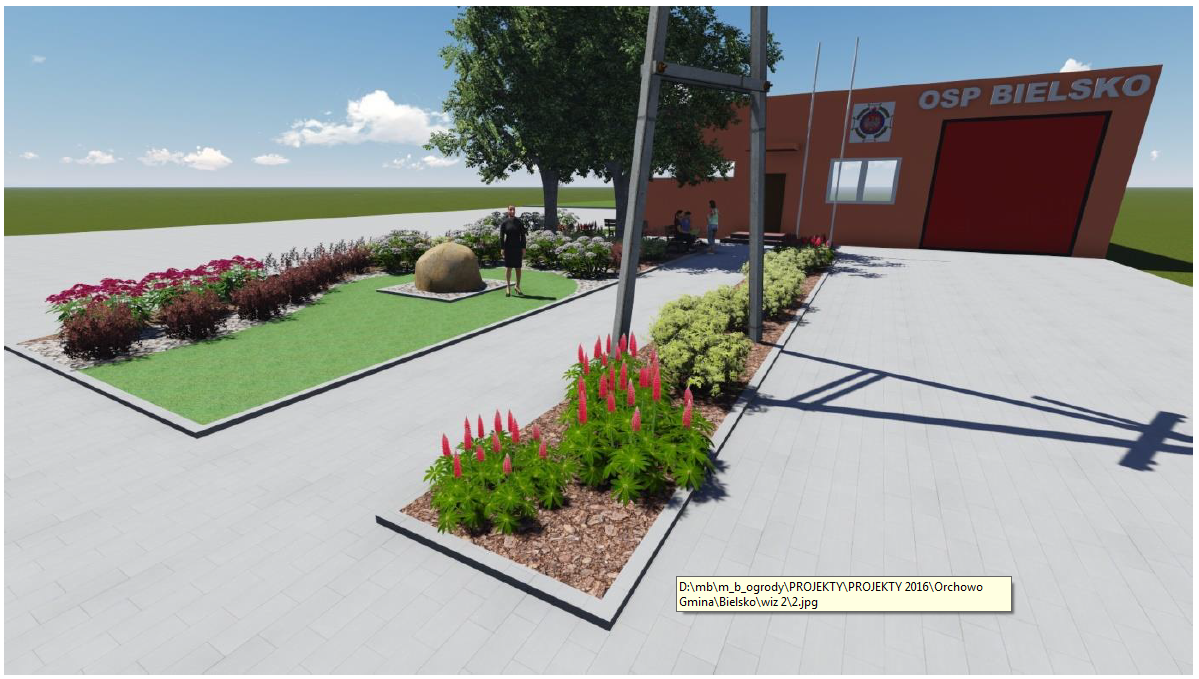 OSP BIELSKO
D:\mb\m_b_ogrody\PROJEKTY\PROJEKTY 2016\Orchowo
Gmina\Bielsko\wiz 2\2.jpg